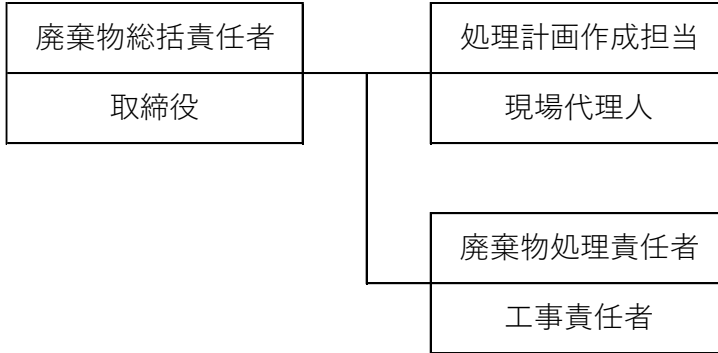 廃棄物総括責任者
取締役
処理計画作成担当
現場代理人
廃棄物処理責任者
工事責任者